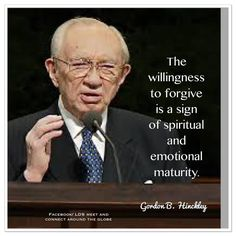 The
willingness
to forgive
is a sign
of spiritual
and
emotional
maturity.
Gordon B. Hinckley
Facebook/ LDS meet and
connect around the globe